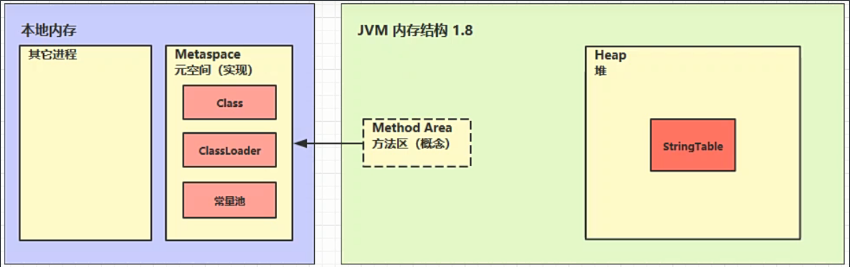 本地内存
其它进程
Metaspace
元空间（实现）
Class
ClassLoader
常量池
JVM 内存结构 1.8
Method Area
方法区（概念）
Heap
堆
StringTable